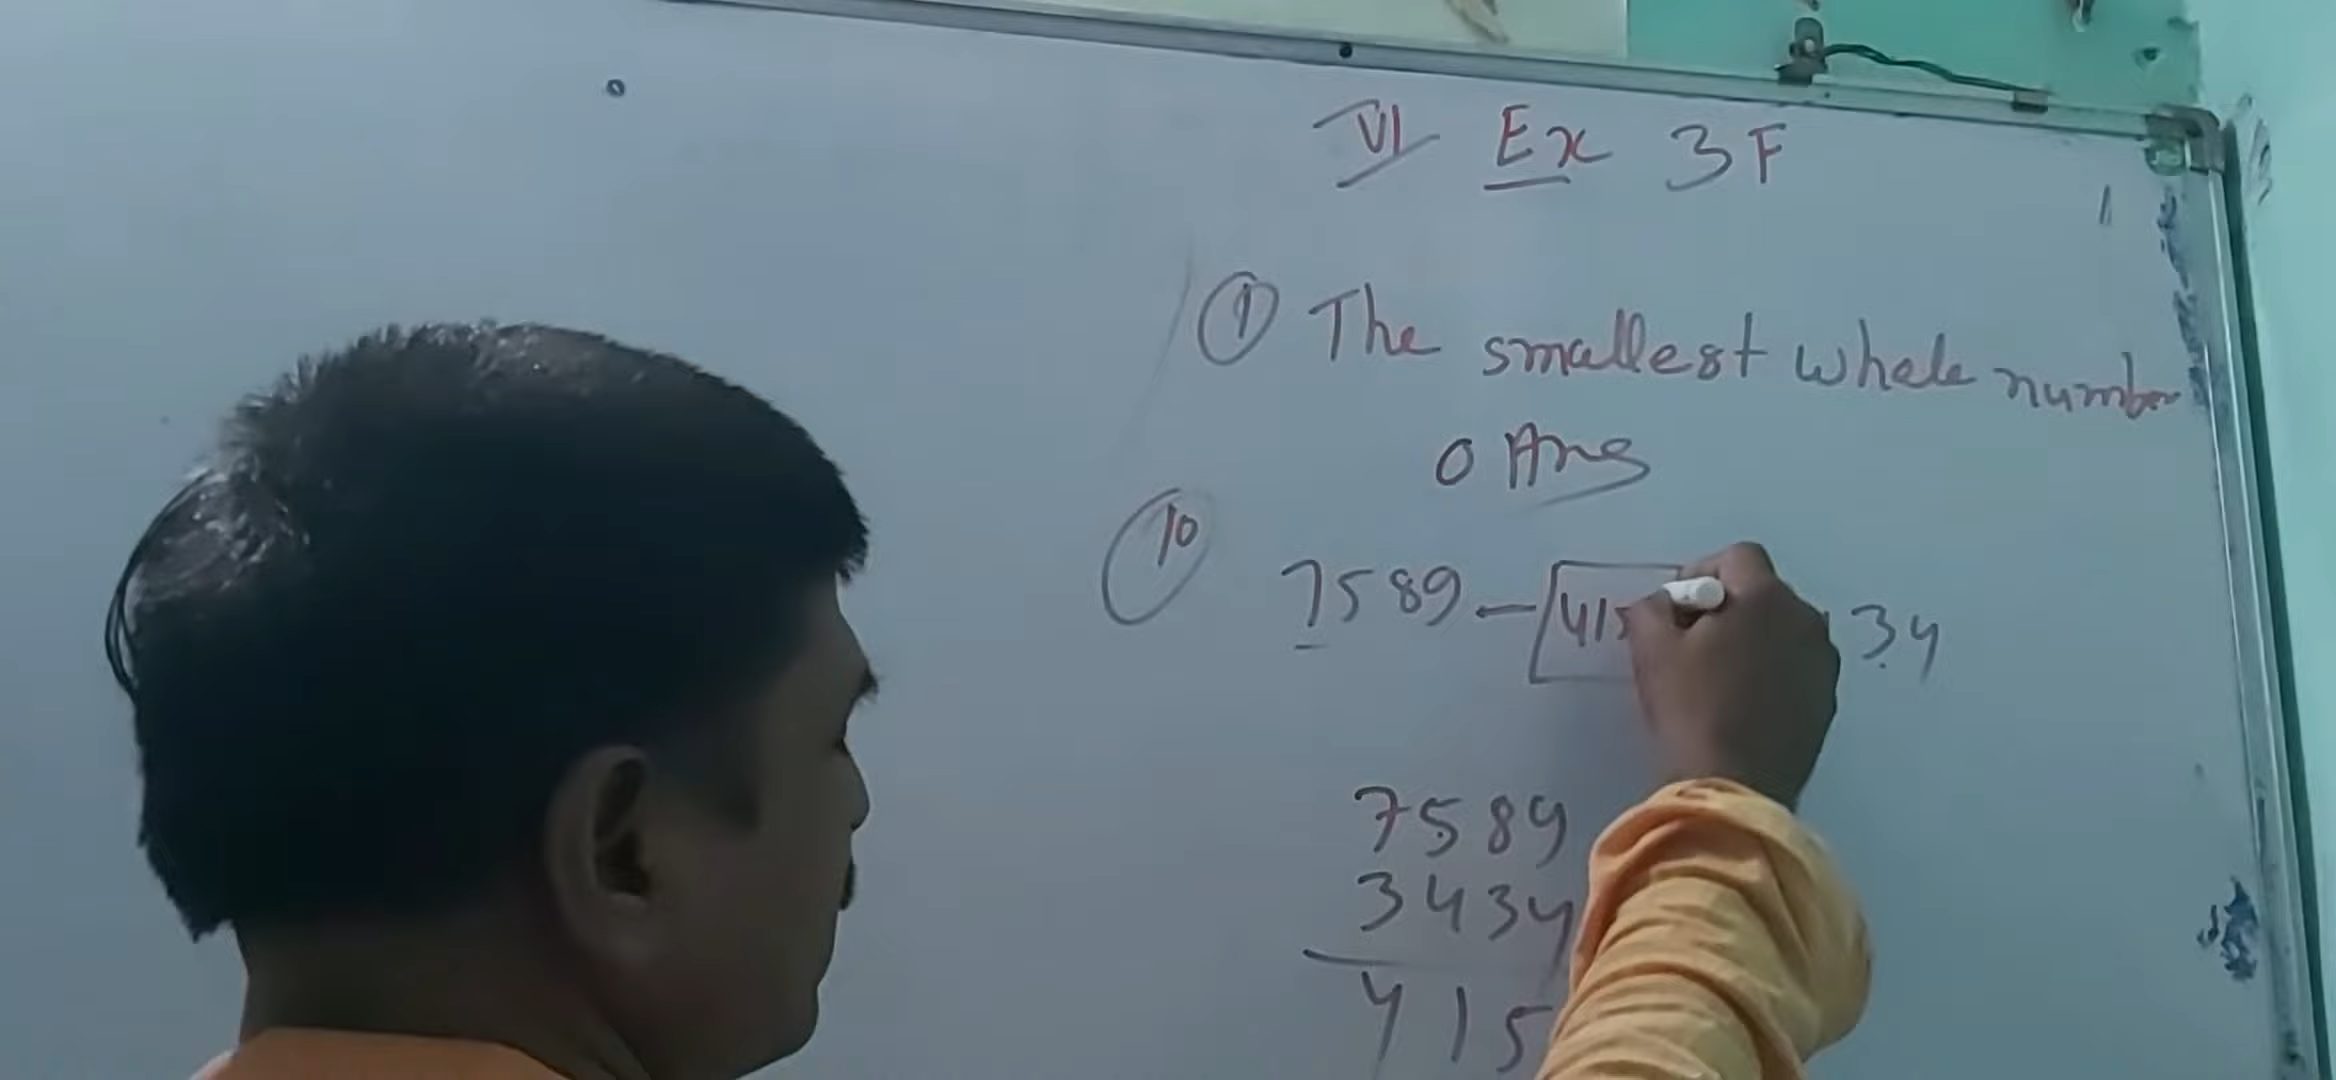 VI Ex 3F
① The smallest whole number
0 Ans
⑩
7589 — 415 34
7589
3434
415